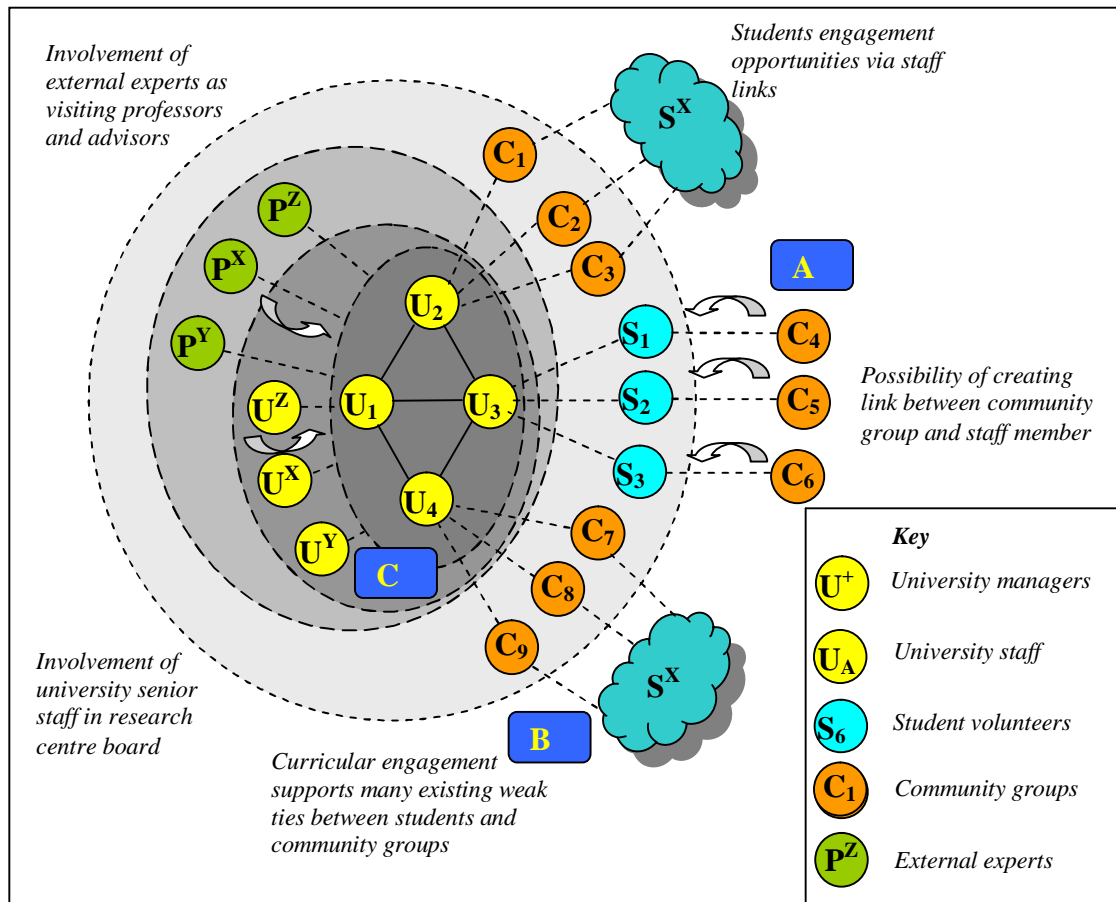 Involvement of
external experts as
visiting professors
and advisors
Students engagement
opportunities via staff
links
S^X
C₁
P^Z
C₂
P^X
C₃
A
U₂
S₁
C₄
P^Y
Possibility of creating
link between community
group and staff member
U^Z
U₁
U₃
S₂
C₅
U^X
S₃
C₆
U₄
U^Y
C₇
C
C₈
C₉
S^X
B
Involvement of
university senior
staff in research
centre board
Curricular engagement
supports many existing weak
ties between students and
community groups
Key
U⁺ University managers
U_A University staff
S₆ Student volunteers
C₁ Community groups
P^Z External experts